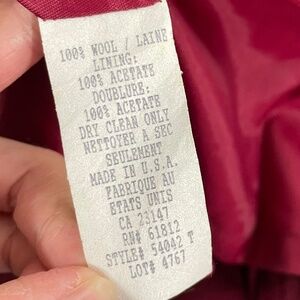 100% WOOL / LAINE
LINING:
100% ACETATE
DOUBLURE:
100% ACETATE
DRY CLEAN ONLY
NETTOYER A SEC
SEULEMENT
MADE IN U.S.A.
FABRIQUE AU
ETATS UNIS
CA 23147
RN# 61812
STYLE# 54042 T
LOT# 4767